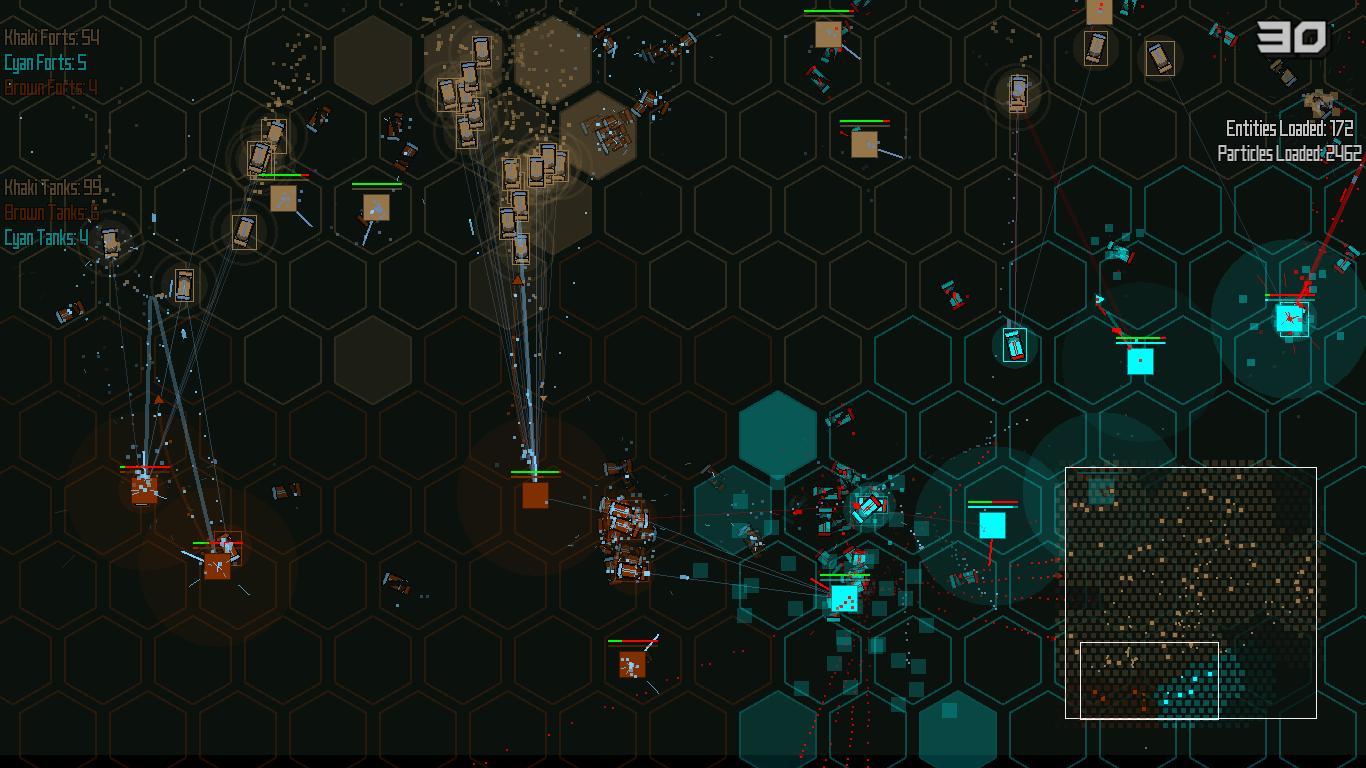 Khaki Forts: 54
Cyan Forts: 5
Brown Forts: 4
30
Entities Loaded: 172
Particles Loaded: 2462
Khaki Tanks: 99
Brown Tanks: 6
Cyan Tanks: 4